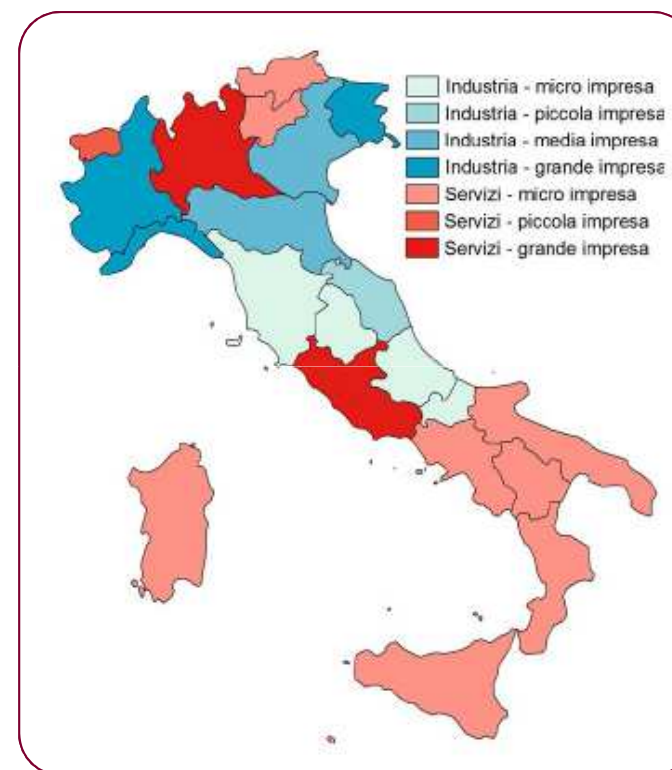 Industria - micro impresa
Industria - piccola impresa
Industria - media impresa
Industria - grande impresa
Servizi - micro impresa
Servizi - piccola impresa
Servizi - grande impresa